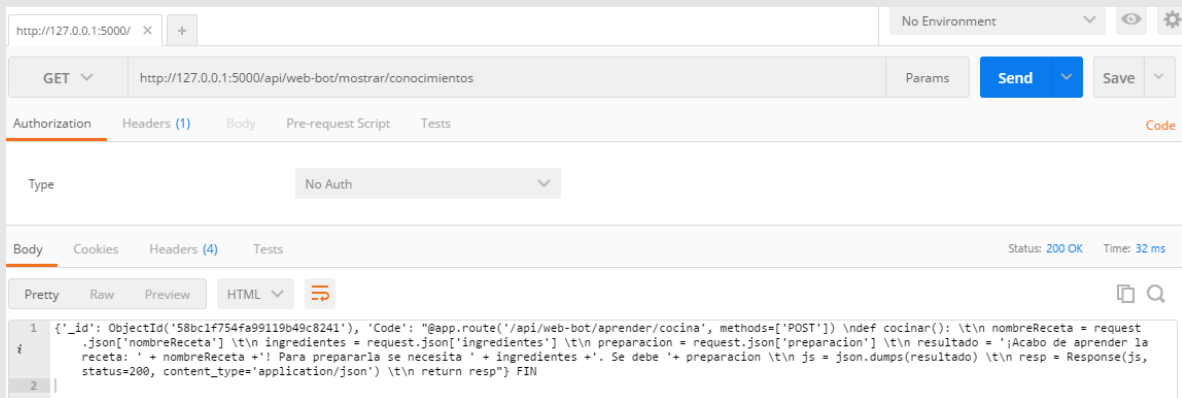 http://127.0.0.1:5000/ × +
No Environment
GET http://127.0.0.1:5000/api/web-bot/mostrar/conocimientos Params Send Save
Authorization Headers (1) Body Pre-request Script Tests Code
Type No Auth
Body Cookies Headers (4) Tests Status: 200 OK Time: 32 ms
Pretty Raw Preview HTML
1 {'_id': ObjectId('58bc1f754fa99119b49c8241'), 'Code': "@app.route('/api/web-bot/aprender/cocina', methods=['POST']) \ndef cocinar(): \t\n nombreReceta = request
i .json['nombreReceta'] \t\n ingredientes = request.json['ingredientes'] \t\n preparacion = request.json['preparacion'] \t\n resultado = '¡Acabo de aprender la
receta: ' + nombreReceta +'! Para prepararla se necesita ' + ingredientes +'. Se debe '+ preparacion \t\n js = json.dumps(resultado) \t\n resp = Response(js,
status=200, content_type='application/json') \t\n return resp"} FIN
2